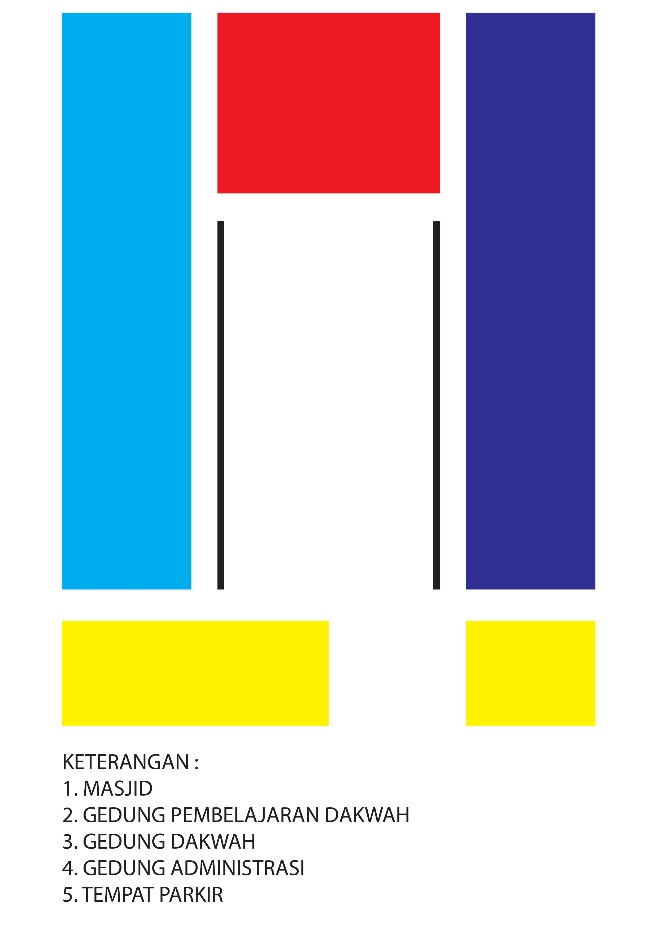 KETERANGAN :
1. MASJID
2. GEDUNG PEMBELAJARAN DAKWAH
3. GEDUNG DAKWAH
4. GEDUNG ADMINISTRASI
5. TEMPAT PARKIR